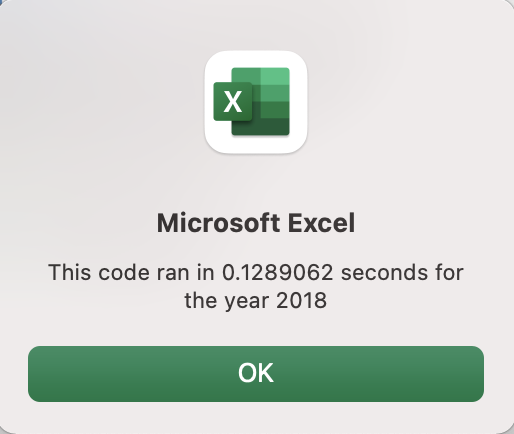 X
Microsoft Excel
This code ran in 0.1289062 seconds for
the year 2018
OK